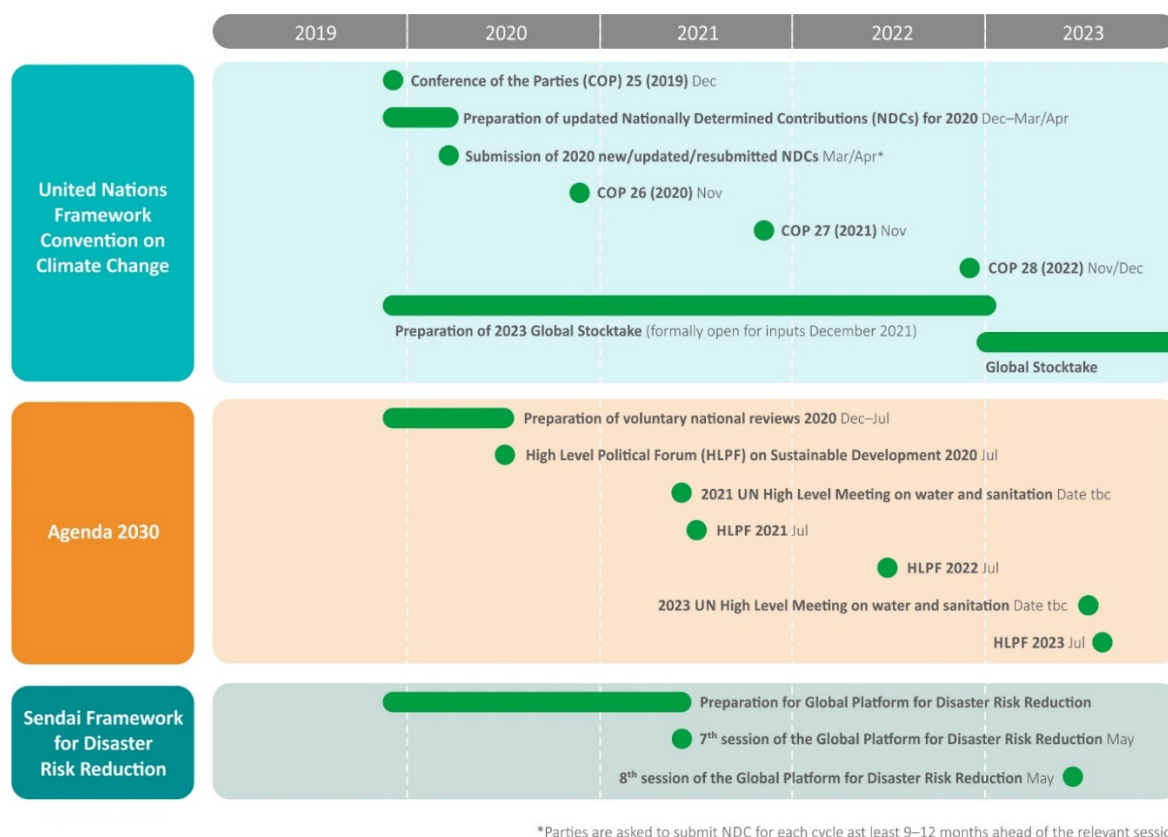 2019 2020 2021 2022 2023
United Nations
Framework
Convention on
Climate Change
Conference of the Parties (COP) 25 (2019) Dec
Preparation of updated Nationally Determined Contributions (NDCs) for 2020 Dec–Mar/Apr
Submission of 2020 new/updated/resubmitted NDCs Mar/Apr*
COP 26 (2020) Nov
COP 27 (2021) Nov
COP 28 (2022) Nov/Dec
Preparation of 2023 Global Stocktake (formally open for inputs December 2021)
Global Stocktake
Agenda 2030
Preparation of voluntary national reviews 2020 Dec–Jul
High Level Political Forum (HLPF) on Sustainable Development 2020 Jul
2021 UN High Level Meeting on water and sanitation Date tbc
HLPF 2021 Jul
HLPF 2022 Jul
2023 UN High Level Meeting on water and sanitation Date tbc
HLPF 2023 Jul
Sendai Framework
for Disaster
Risk Reduction
Preparation for Global Platform for Disaster Risk Reduction
7th session of the Global Platform for Disaster Risk Reduction May
8th session of the Global Platform for Disaster Risk Reduction May
*Parties are asked to submit NDC for each cycle ast least 9–12 months ahead of the relevant sessio